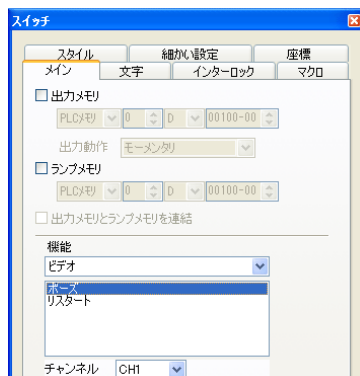 スイッチ
スタイル 細かい設定 座標
メイン 文字 インターロック マクロ
出力メモリ
PLCメモリ 0 D 00100-00
出力動作 モーメンタリ
ランプメモリ
PLCメモリ 0 D 00100-00
出力メモリとランプメモリを連結
機能
ビデオ
ポーズ
リスタート
チャンネル CH1